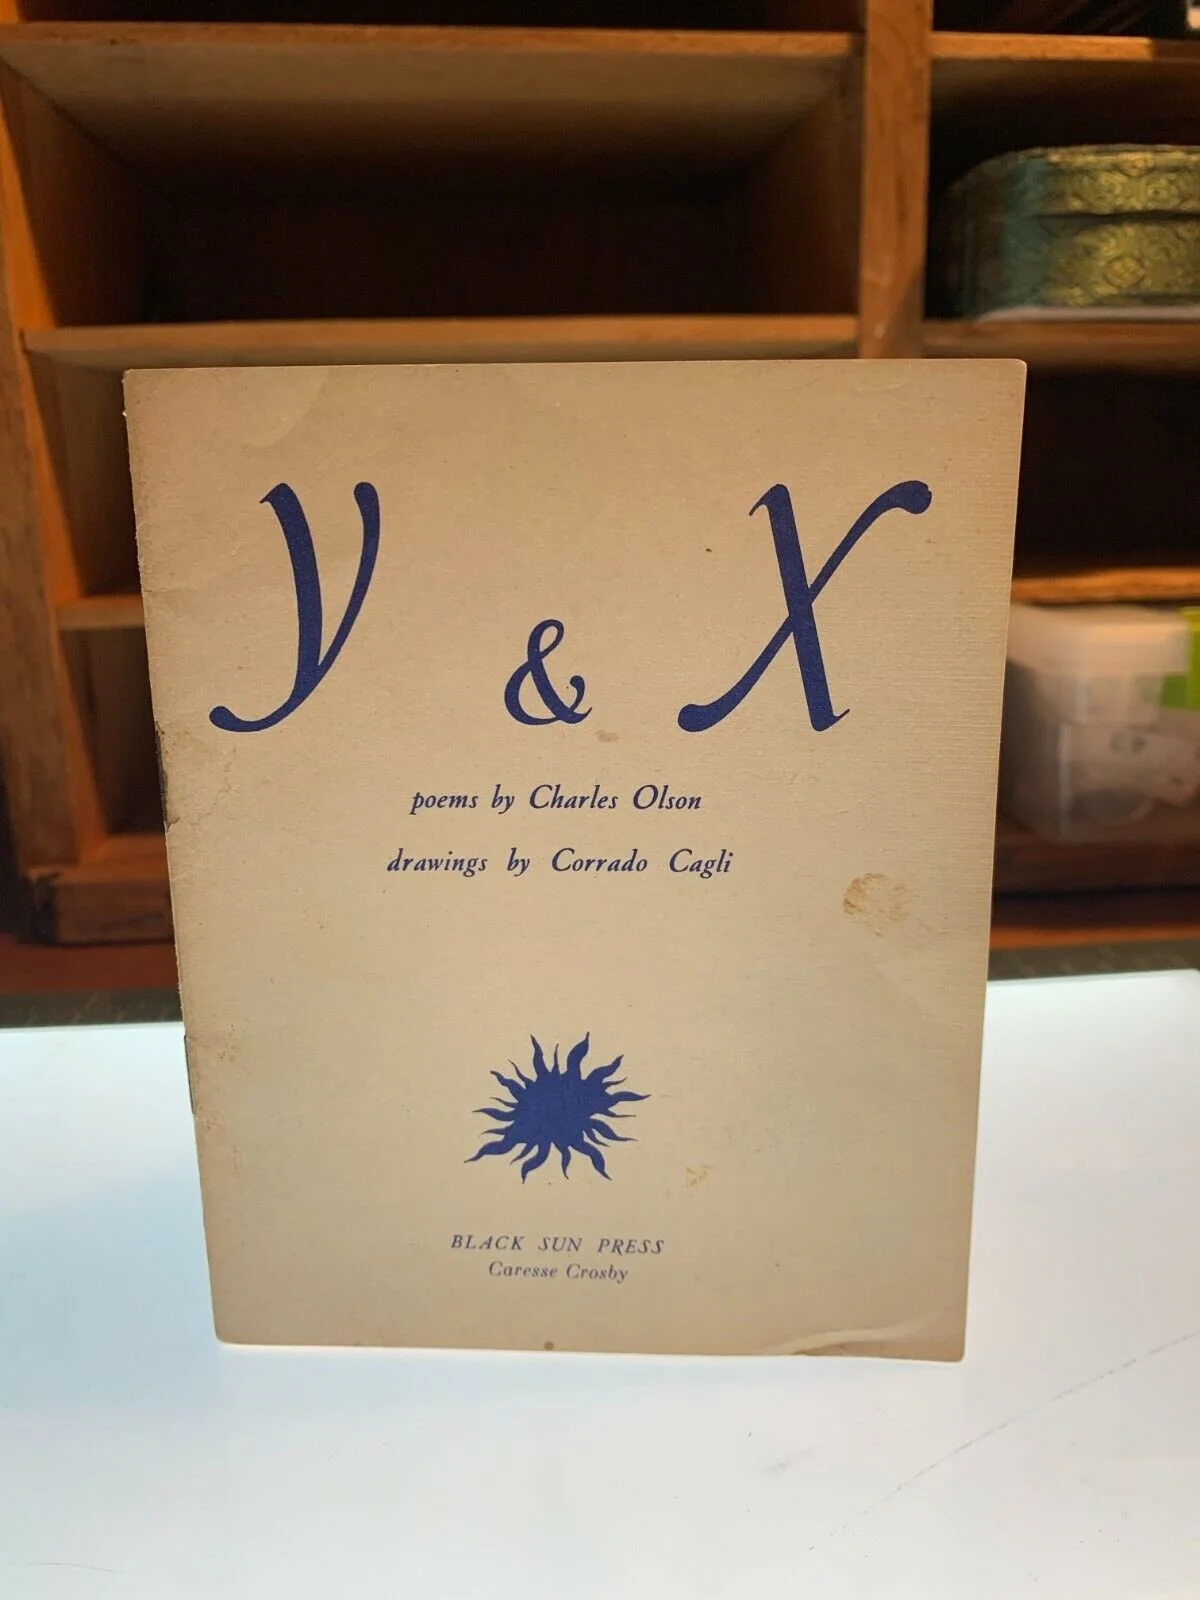 y & X
poems by Charles Olson
drawings by Corrado Cagli
BLACK SUN PRESS
Caresse Crosby